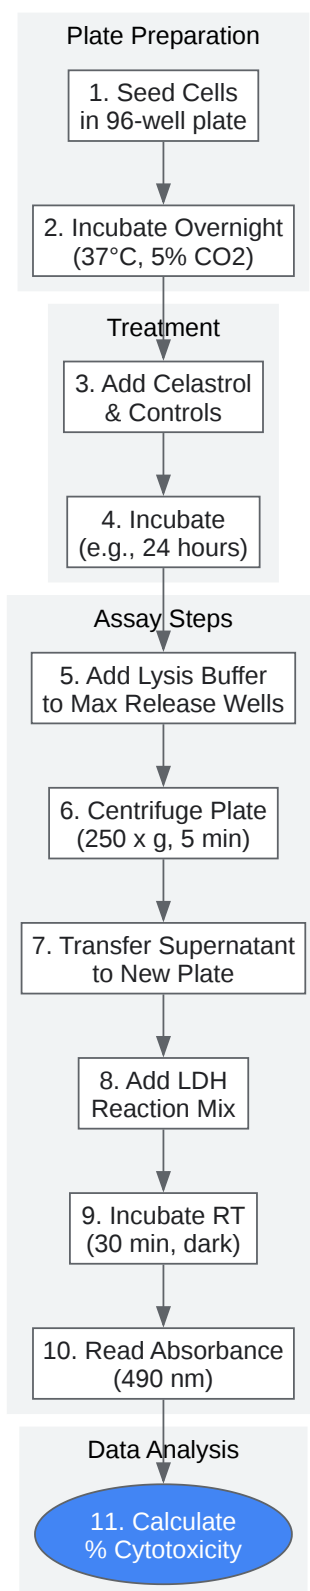 Plate Preparation
1. Seed Cells
in 96-well plate
2. Incubate Overnight
(37°C, 5% CO2)
Treatment
3. Add Celastrol
& Controls
4. Incubate
(e.g., 24 hours)
Assay Steps
5. Add Lysis Buffer
to Max Release Wells
6. Centrifuge Plate
(250 x g, 5 min)
7. Transfer Supernatant
to New Plate
8. Add LDH
Reaction Mix
9. Incubate RT
(30 min, dark)
10. Read Absorbance
(490 nm)
Data Analysis
11. Calculate
% Cytotoxicity